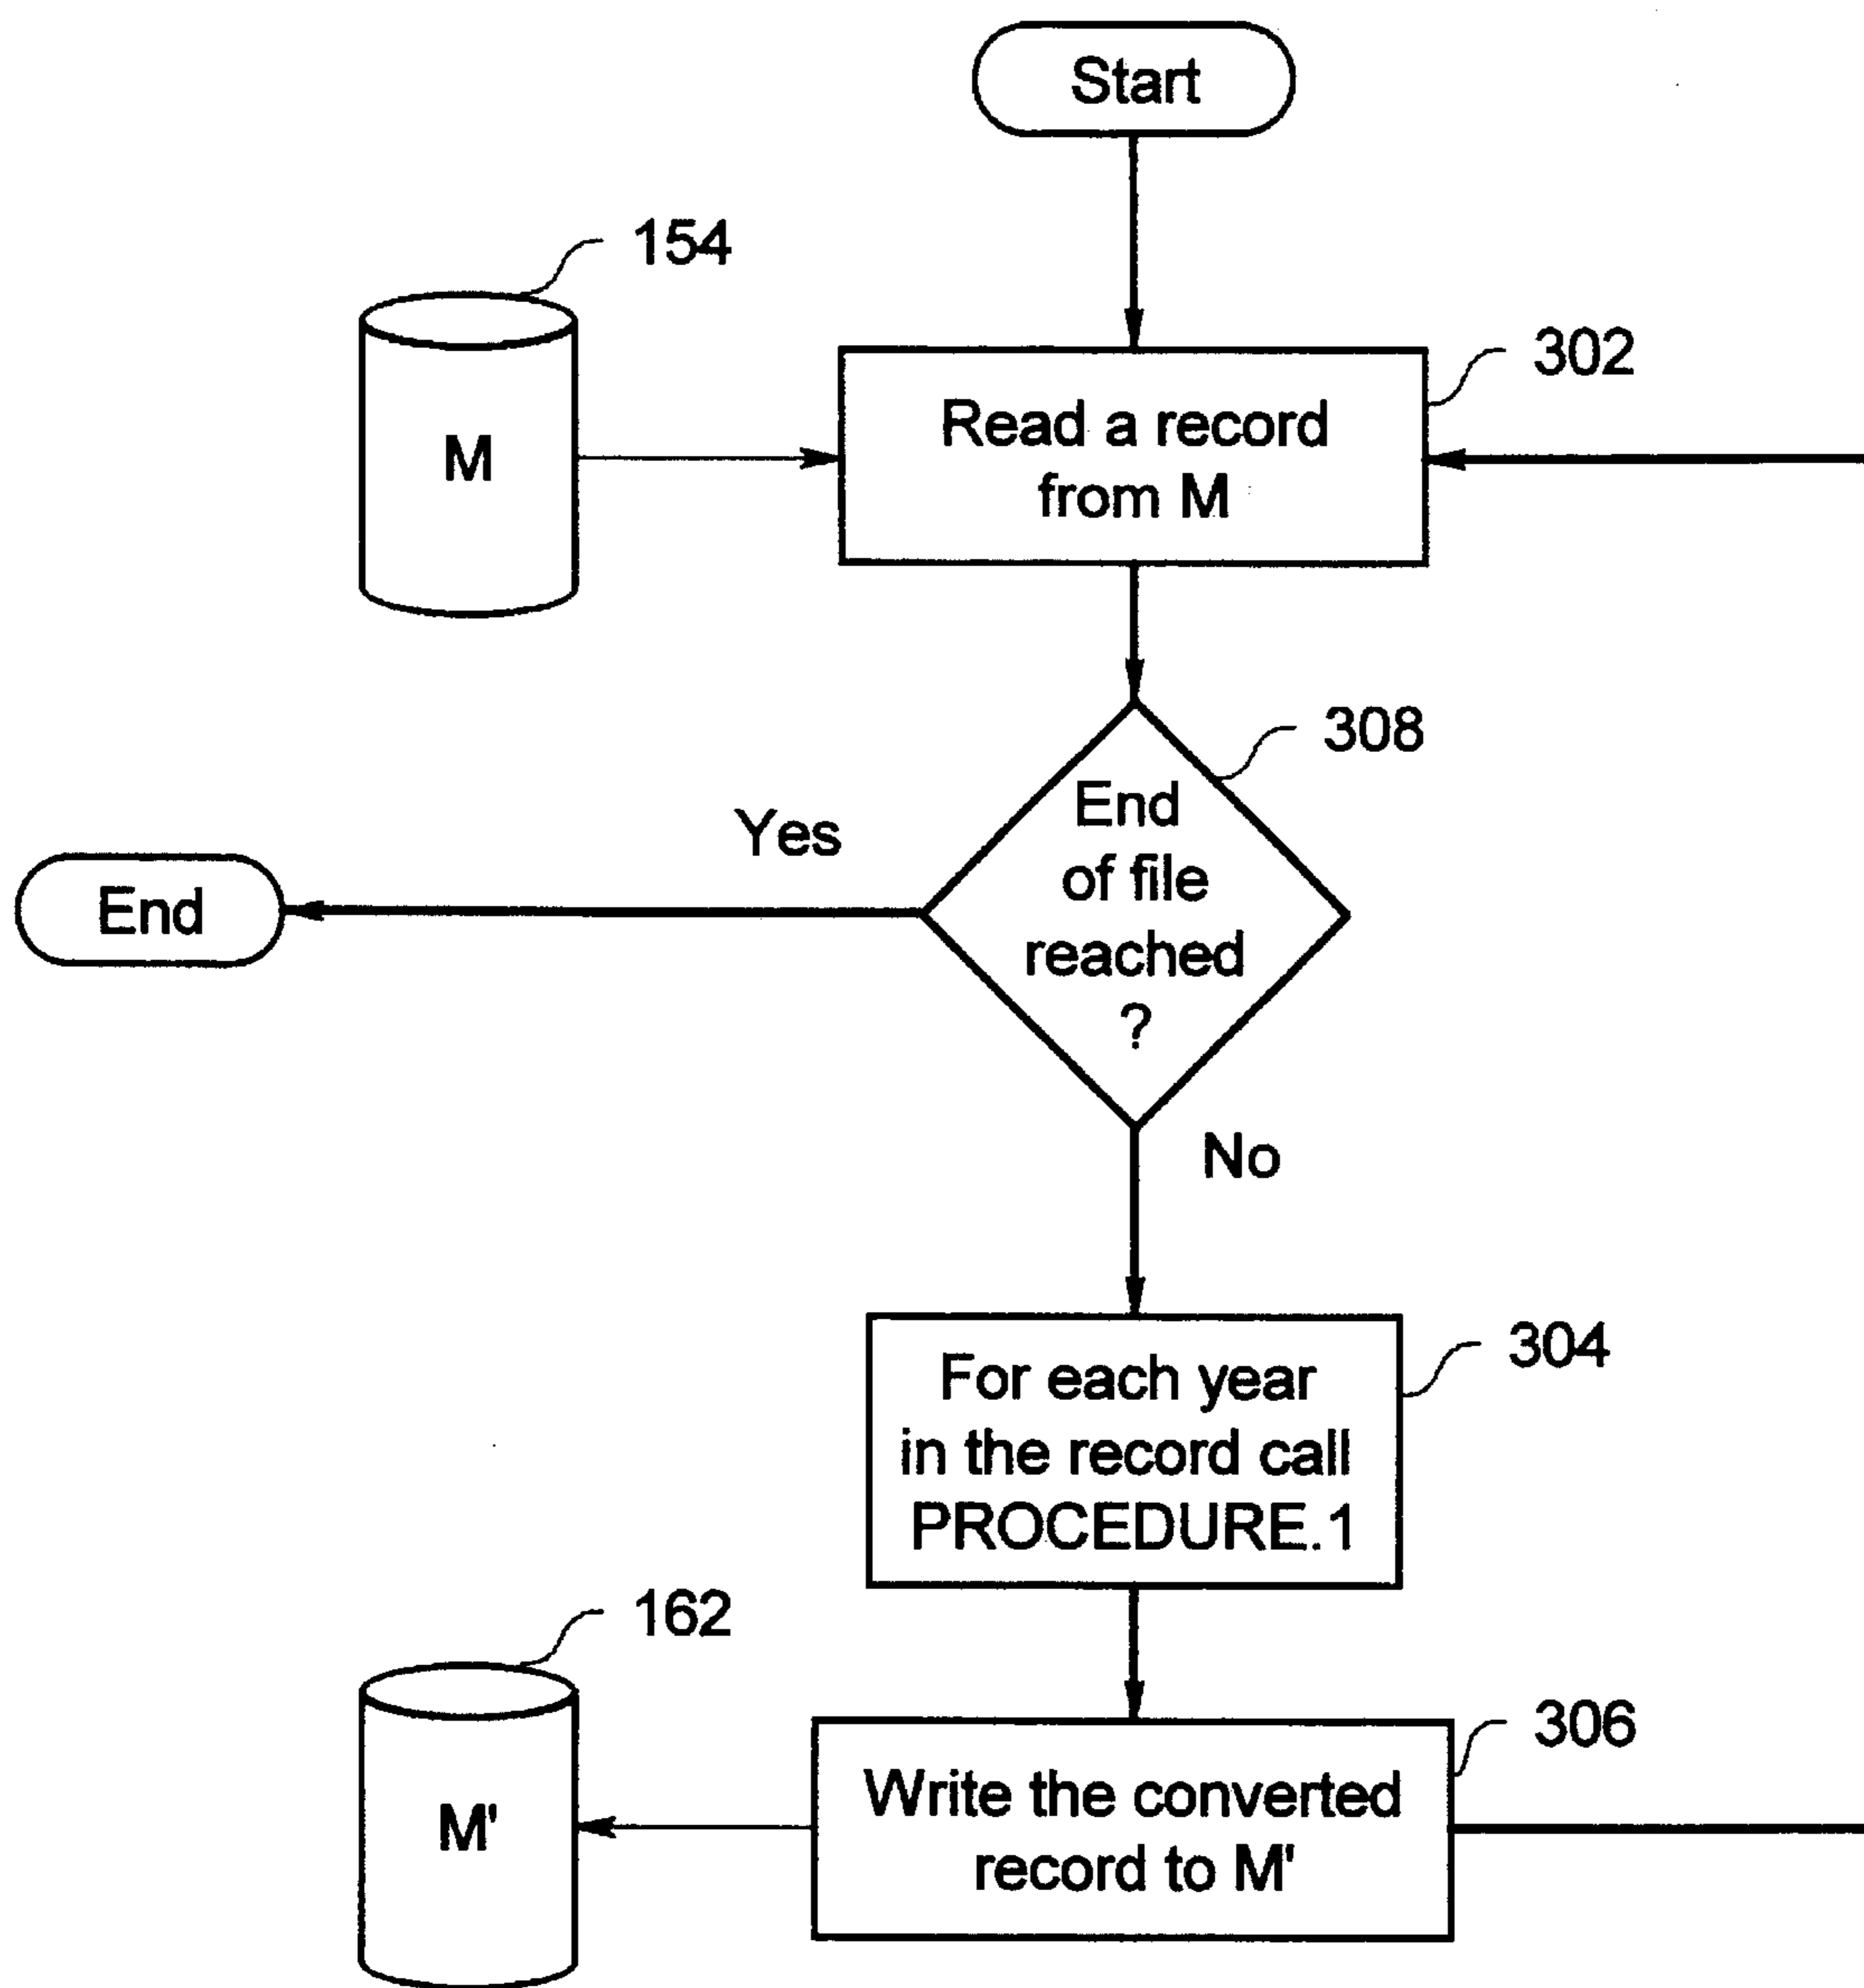 Start
154
M
302
Read a record
from M
308
End
of file
reached
?
Yes
End
No
304
For each year
in the record call
PROCEDURE.1
162
M'
306
Write the converted
record to M'